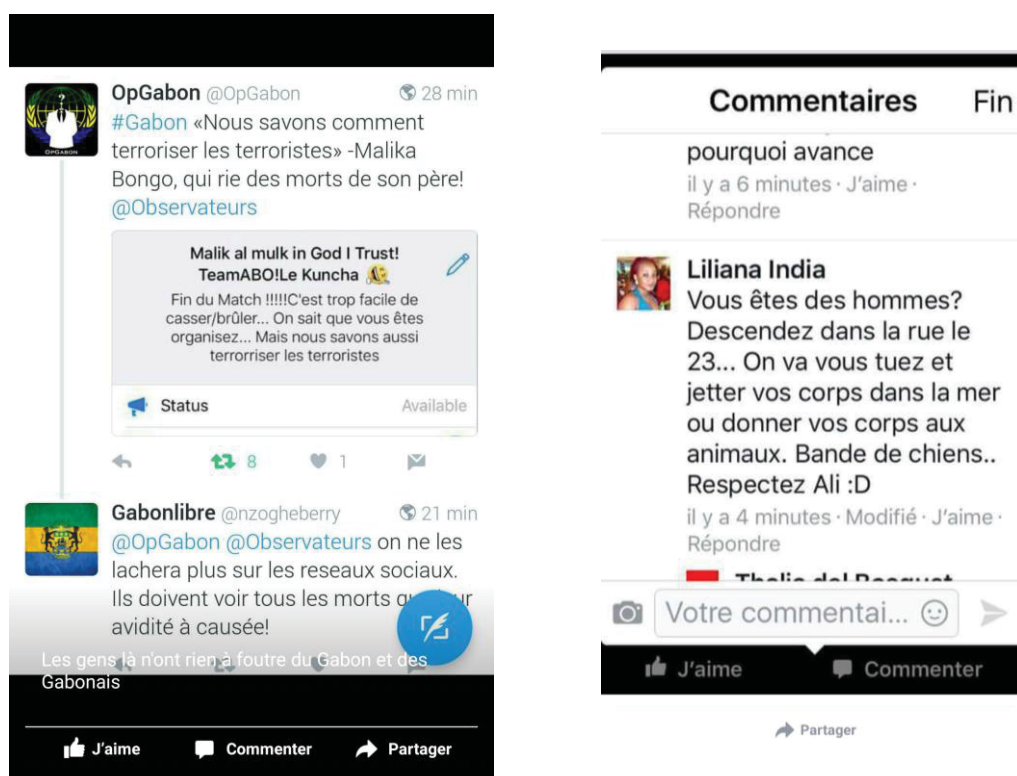 OpGabon @OpGabon 28 min
#Gabon «Nous savons comment
terroriser les terroristes» -Malika
Bongo, qui rie des morts de son père!
@Observateurs
Malik al mulk in God I Trust!
TeamABO!Le Kuncha
Fin du Match !!!!!C'est trop facile de
casser/brûler... On sait que vous êtes
organisez... Mais nous savons aussi
terrorriser les terroristes
Status Available
8 1
Gabonlibre @nzogheberry 21 min
@OpGabon @Observateurs on ne les
lachera plus sur les reseaux sociaux.
Ils doivent voir tous les morts
avidité à causée!
Les gens là n'ont rien à foutre du Gabon et des
Gabonais
J'aime Commenter Partager
Commentaires Fin
pourquoi avance
il y a 6 minutes · J'aime ·
Répondre
Liliana India
Vous êtes des hommes?
Descendez dans la rue le
23... On va vous tuez et
jetter vos corps dans la mer
ou donner vos corps aux
animaux. Bande de chiens..
Respectez Ali :D
il y a 4 minutes · Modifié · J'aime ·
Répondre
Votre commentai...
J'aime Commenter
Partager